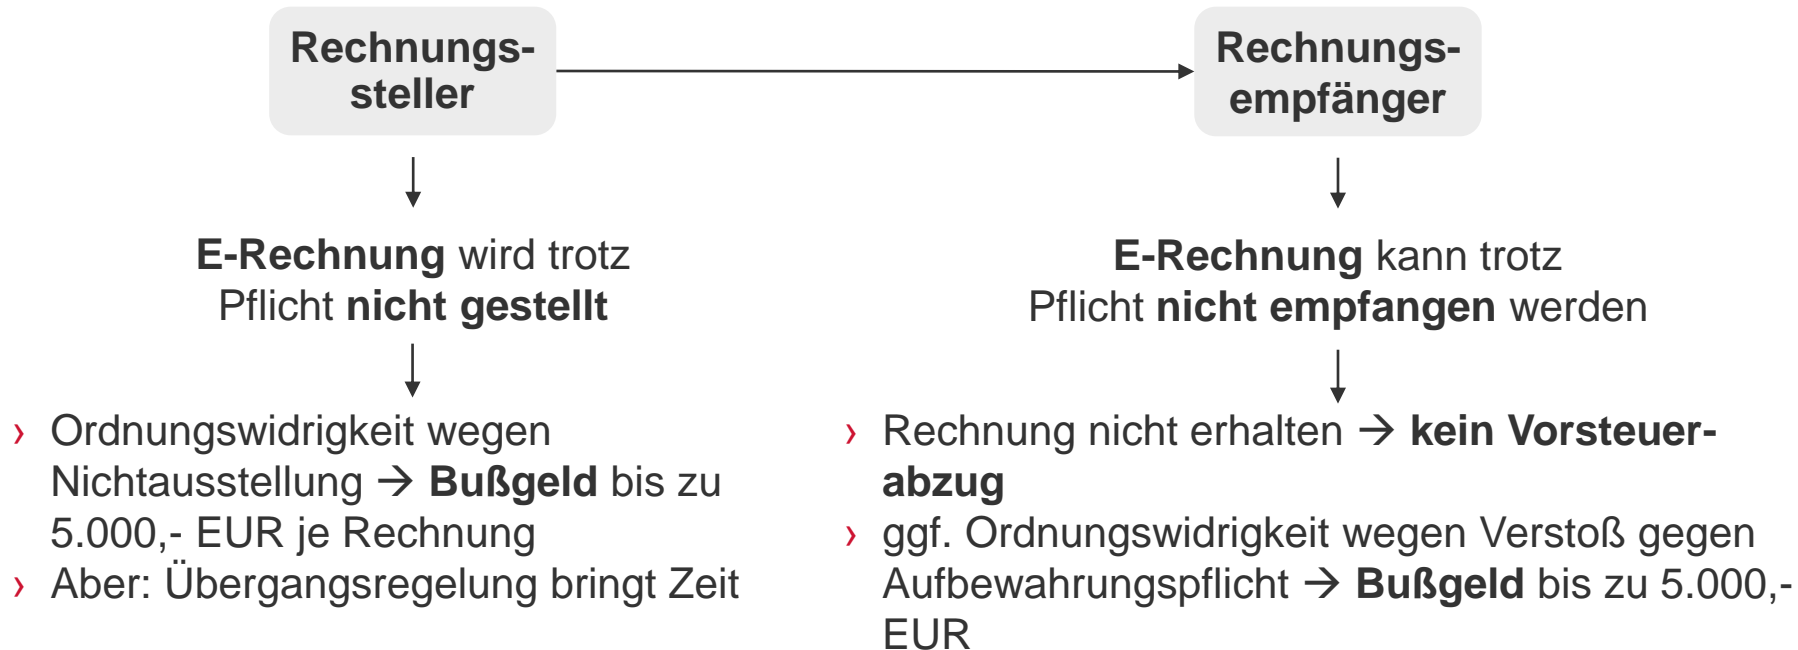 Rechnungs-
steller
Rechnungs-
empfänger
E-Rechnung wird trotz
Pflicht nicht gestellt
E-Rechnung kann trotz
Pflicht nicht empfangen werden
› Ordnungswidrigkeit wegen
Nichtausstellung → Bußgeld bis zu
5.000,- EUR je Rechnung
› Aber: Übergangsregelung bringt Zeit
› Rechnung nicht erhalten → kein Vorsteuer-
abzug
› ggf. Ordnungswidrigkeit wegen Verstoß gegen
Aufbewahrungspflicht → Bußgeld bis zu 5.000,-
EUR